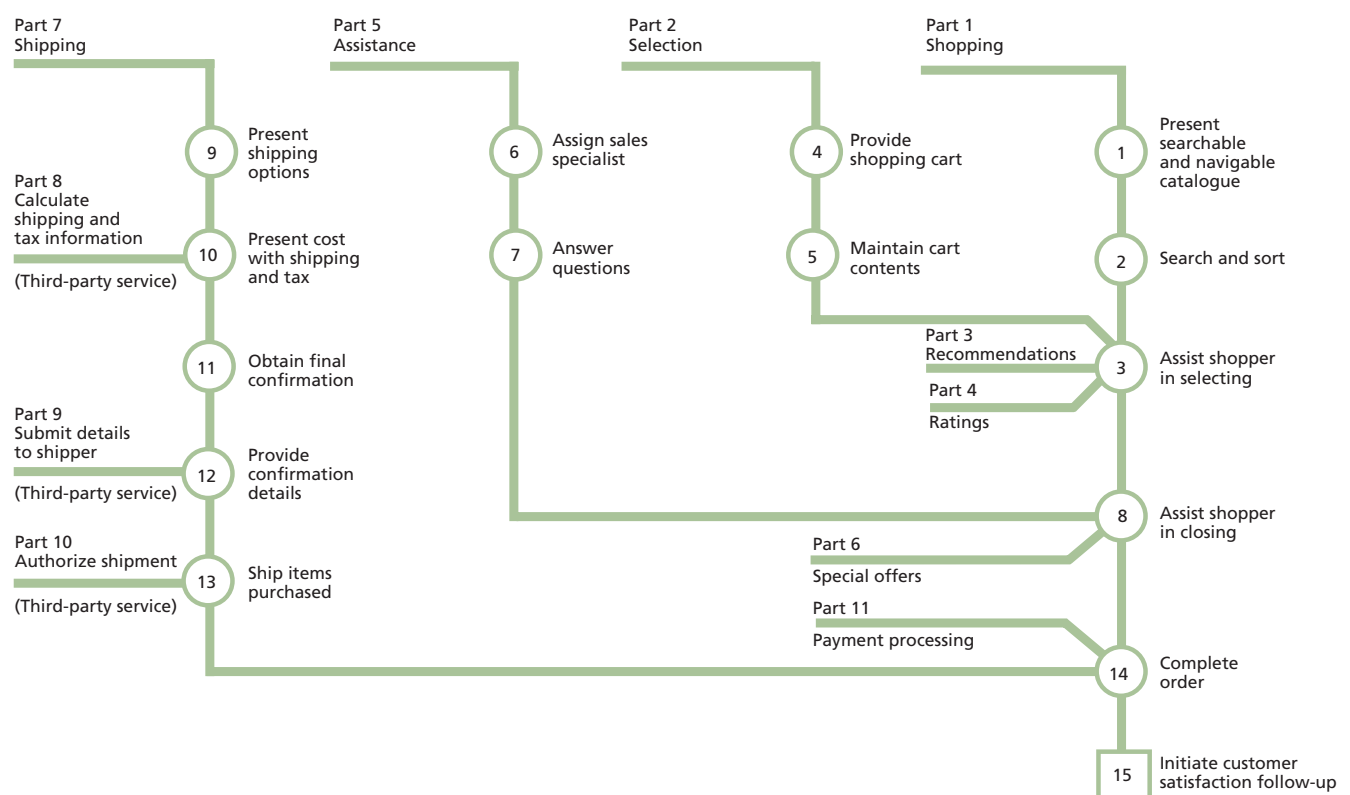 Part 7
Shipping
Part 5
Assistance
Part 2
Selection
Part 1
Shopping
9
Present
shipping
options
6
Assign sales
specialist
4
Provide
shopping cart
1
Present
searchable
and navigable
catalogue
Part 8
Calculate
shipping and
tax information
(Third-party service)
10
Present cost
with shipping
and tax
7
Answer
questions
5
Maintain cart
contents
2
Search and sort
Part 3
Recommendations
Part 4
Ratings
3
Assist shopper
in selecting
11
Obtain final
confirmation
Part 9
Submit details
to shipper
(Third-party service)
12
Provide
confirmation
details
8
Assist shopper
in closing
Part 6
Special offers
Part 10
Authorize shipment
(Third-party service)
13
Ship items
purchased
Part 11
Payment processing
14
Complete
order
15
Initiate customer
satisfaction follow-up